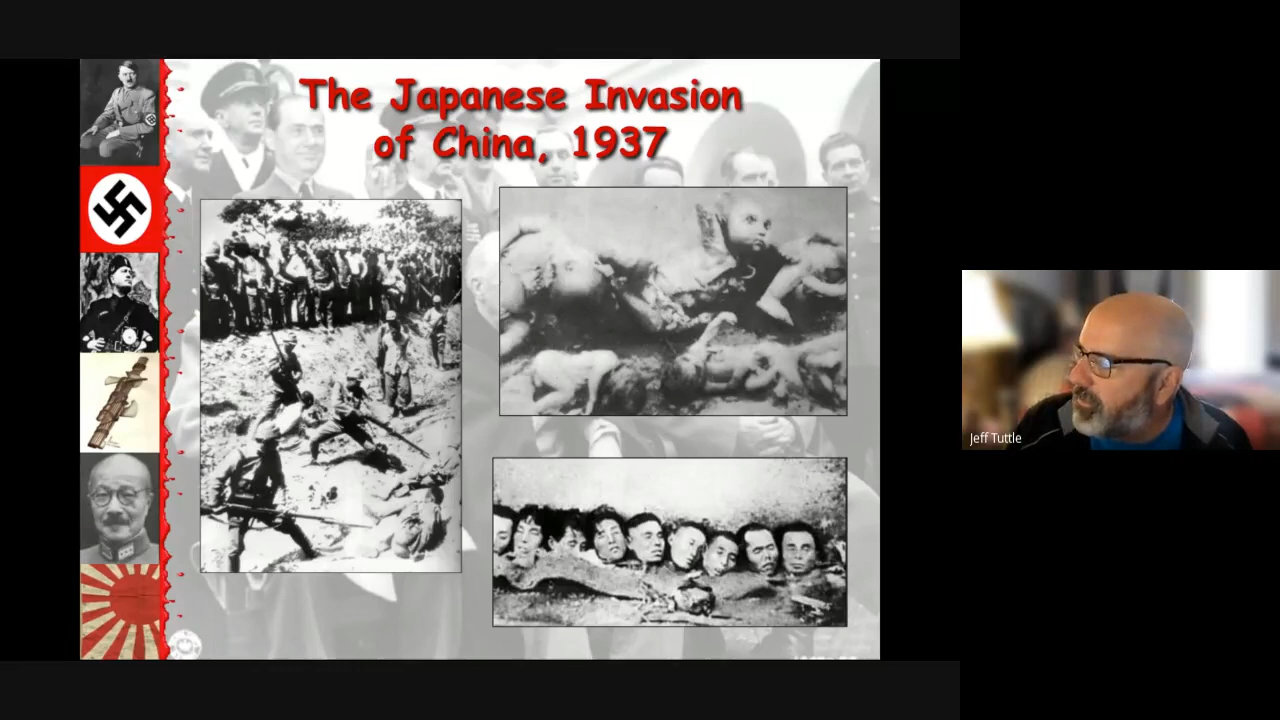 The Japanese Invasion
of China, 1937
Jeff Tuttle